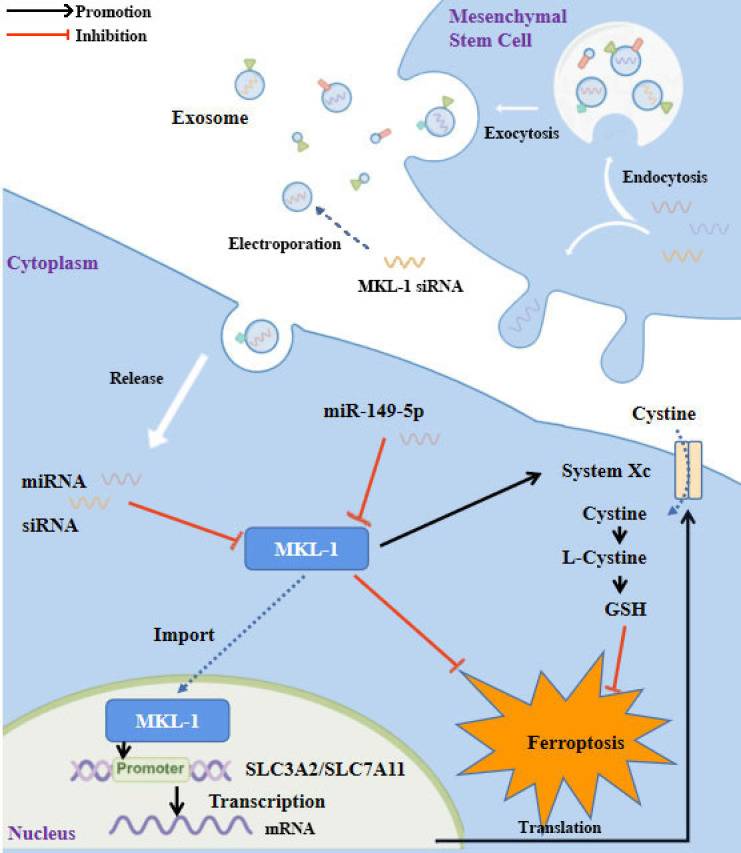 Promotion
Inhibition
Mesenchymal
Stem Cell
Exosome
Exocytosis
Endocytosis
Electroporation
MKL-1 siRNA
Cytoplasm
Release
miR-149-5p
Cystine
miRNA
siRNA
System Xc
Cystine
L-Cystine
GSH
MKL-1
Import
MKL-1
Promoter
SLC3A2/SLC7A11
Transcription
mRNA
Nucleus
Ferroptosis
Translation